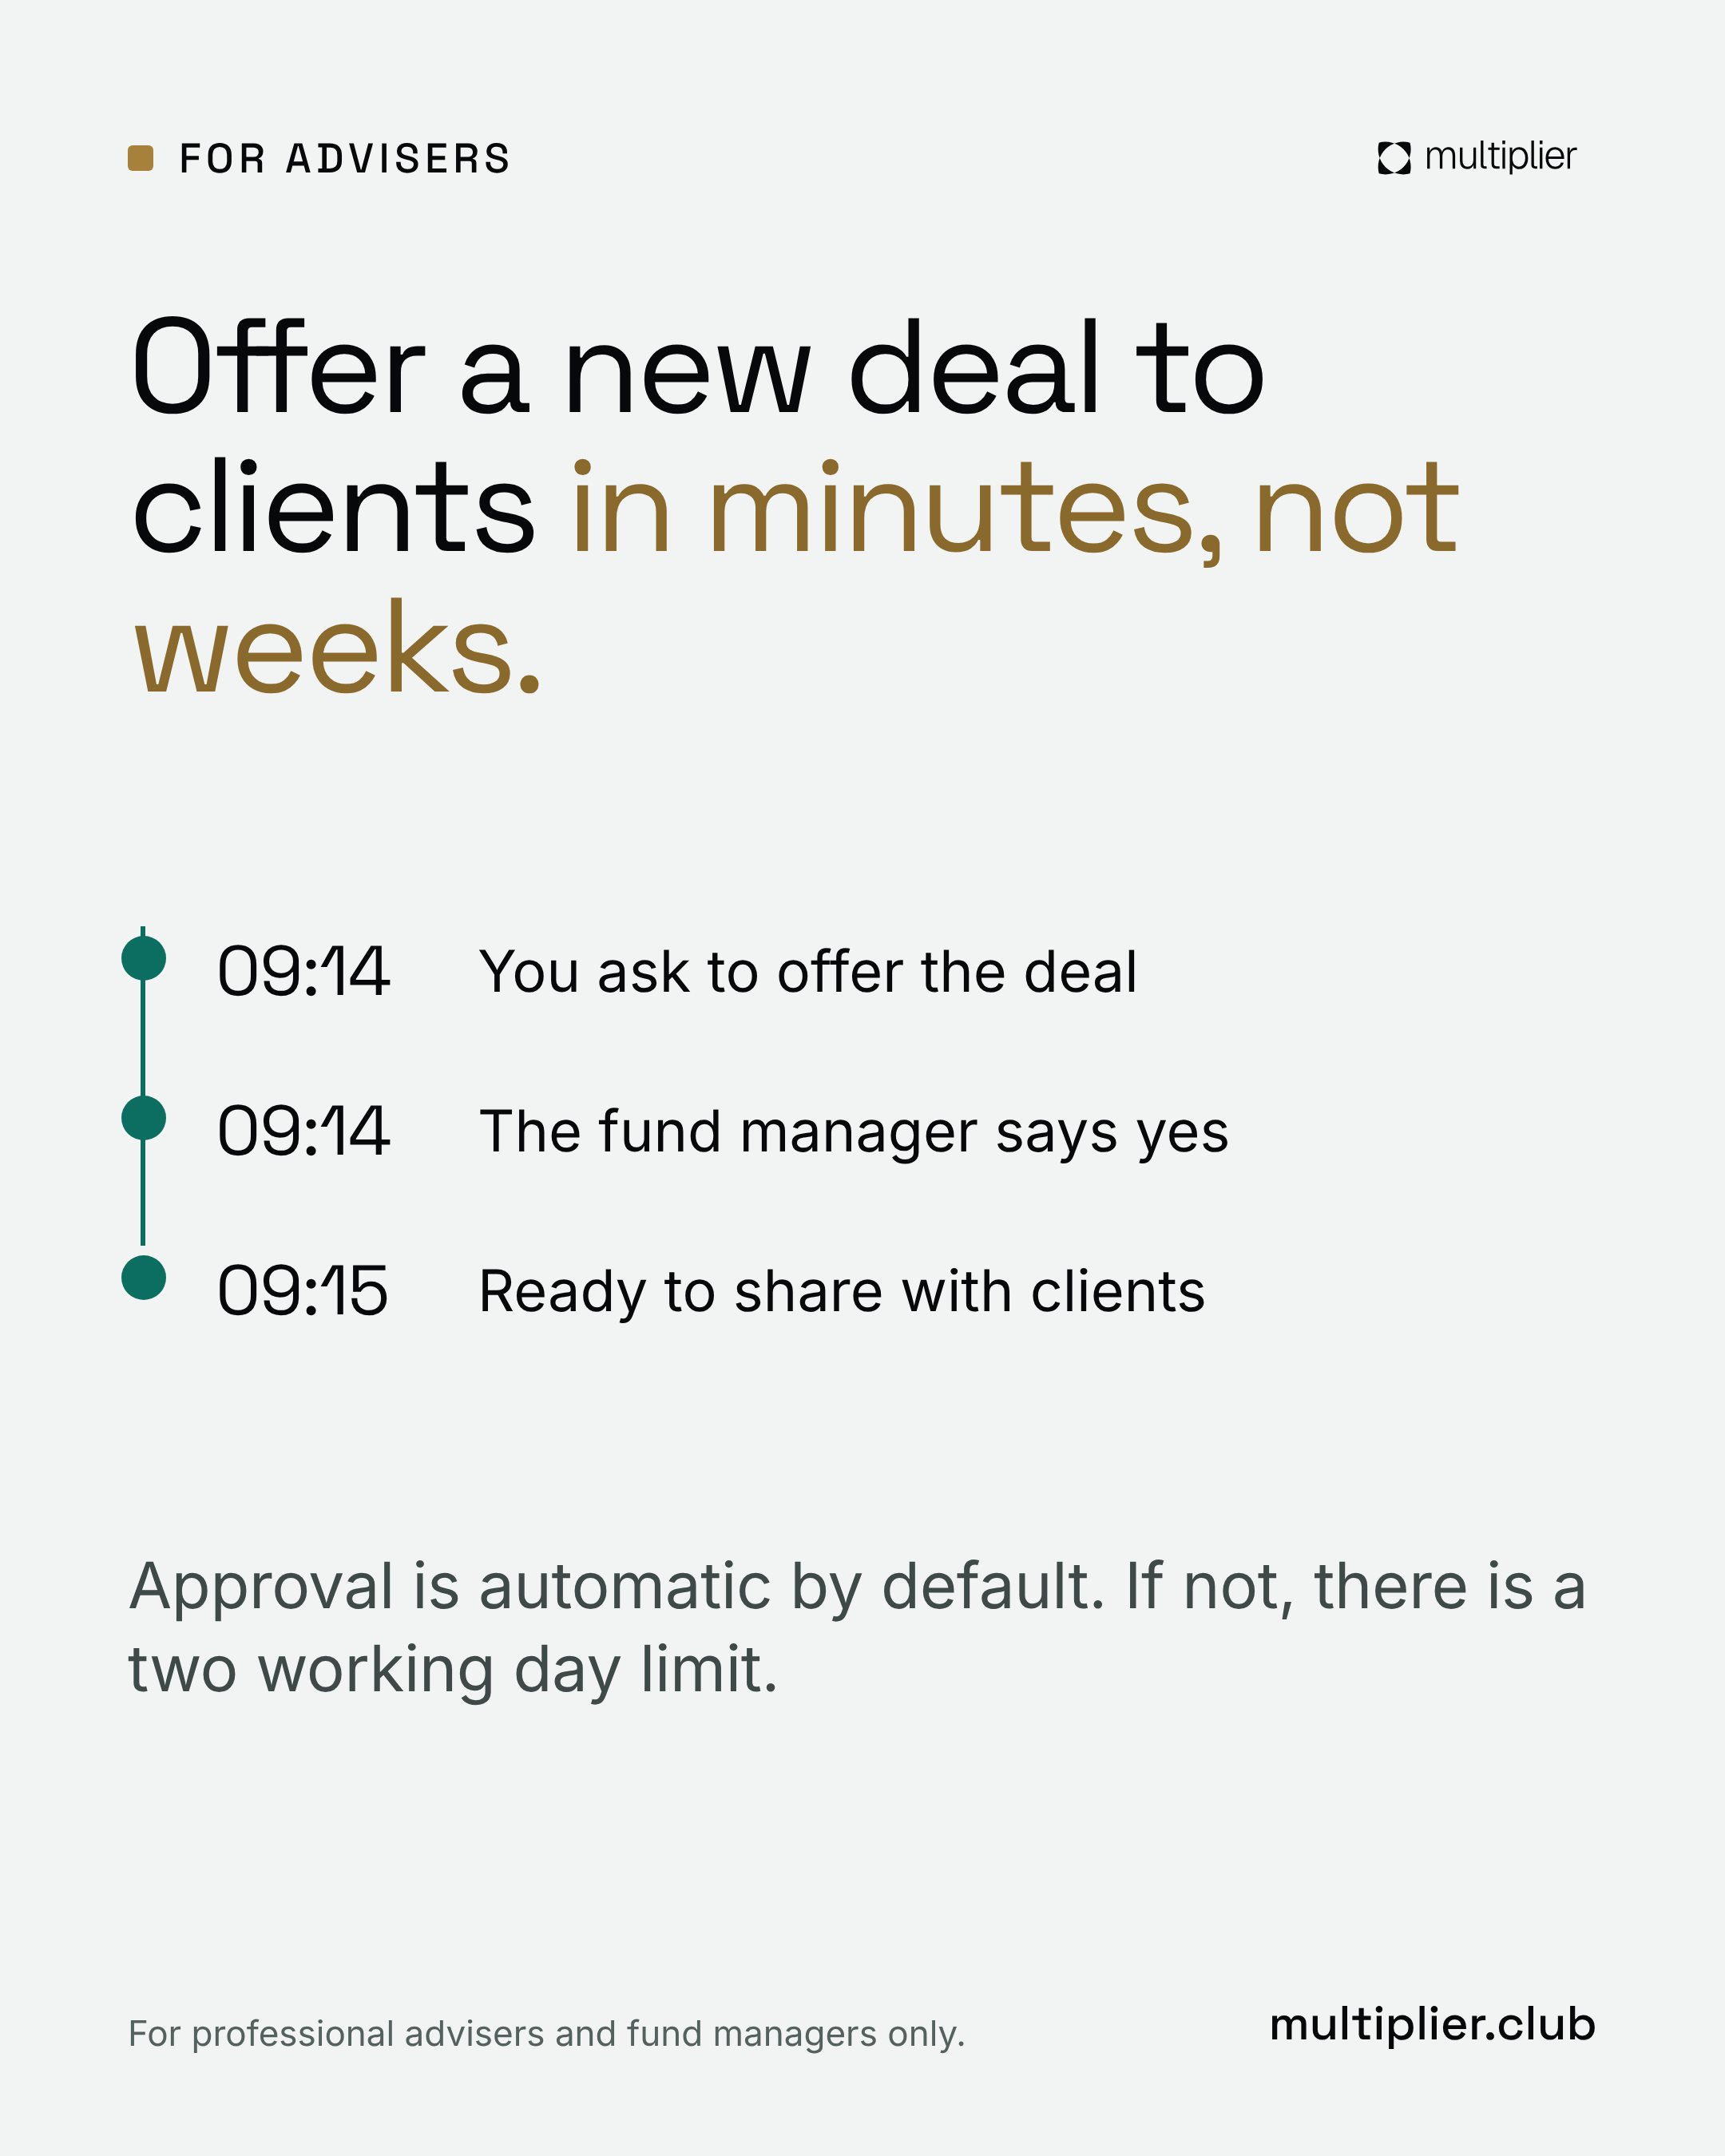 FOR ADVISERS
multiplier
Offer a new deal to
clients in minutes, not
weeks.
09:14 You ask to offer the deal
09:14 The fund manager says yes
09:15 Ready to share with clients
Approval is automatic by default. If not, there is a
two working day limit.
For professional advisers and fund managers only.
multiplier.club